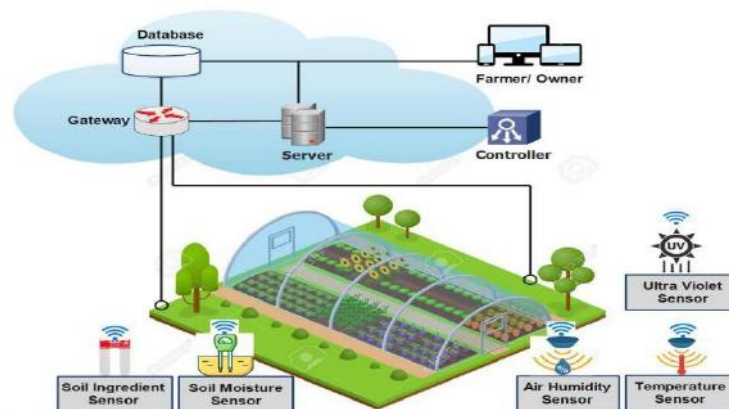 Database
Farmer/ Owner
Gateway
Server
Controller
UV
Ultra Violet
Sensor
Soil Ingredient
Sensor
Soil Moisture
Sensor
Air Humidity
Sensor
Temperature
Sensor